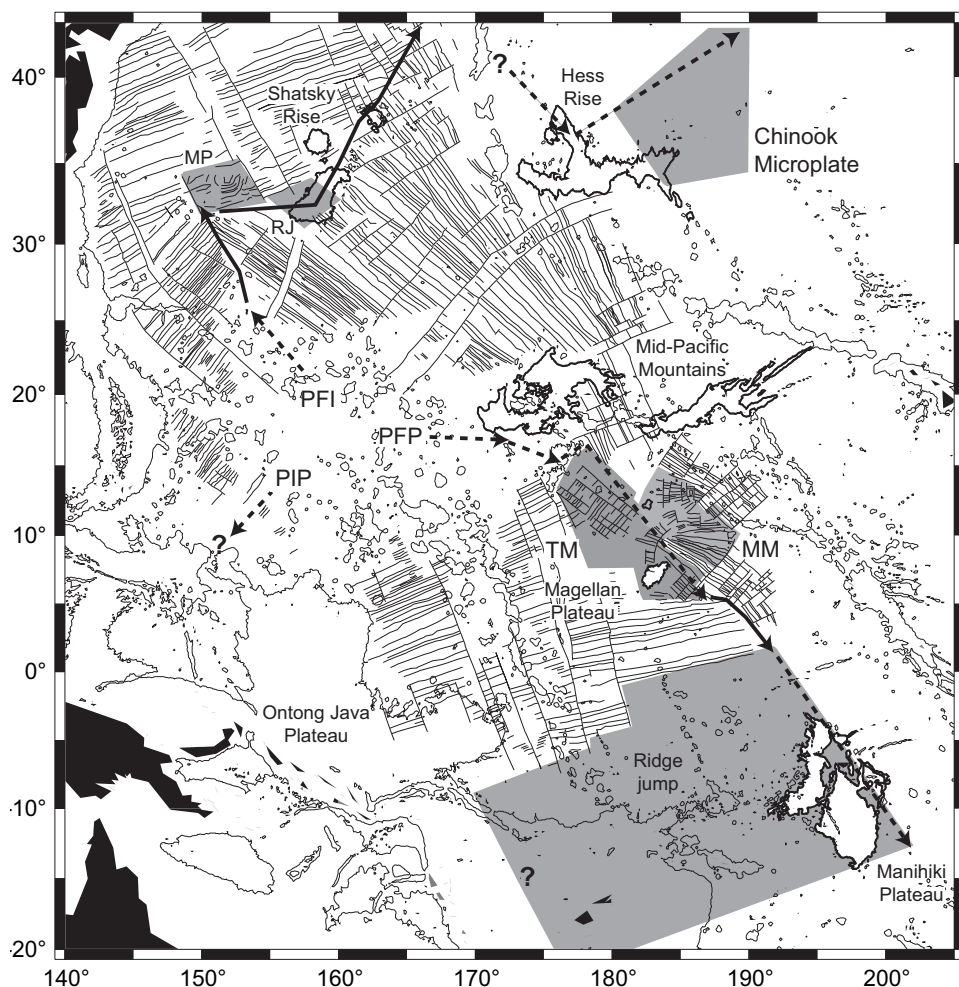 40°
30°
20°
10°
0°
-10°
-20°
140
150
160
170
180
190
200
Shatsky
Rise
MP
RJ
?
Hess
Rise
Chinook
Microplate
Mid-Pacific
Mountains
PFI
PFP
PIP
?
TM
MM
Magellan
Plateau
Ontong Java
Plateau
Ridge
jump
?
Manihiki
Plateau